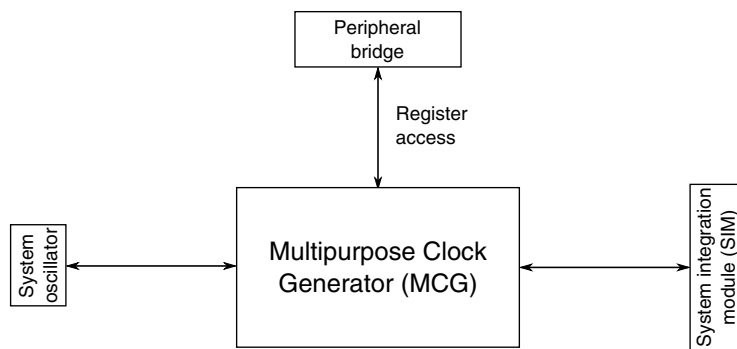 Peripheral
bridge
Register
access
System
oscillator
Multipurpose Clock
Generator (MCG)
System integration
module (SIM)